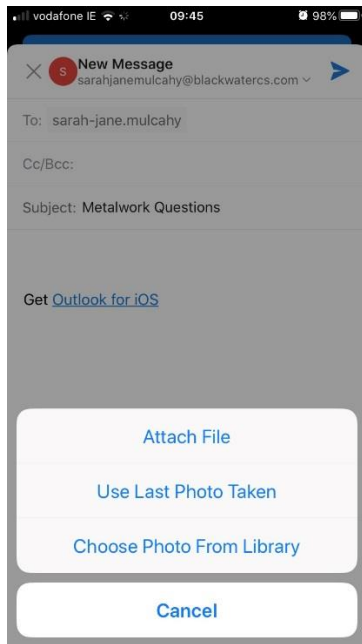 vodafone IE 09:45 98%
S
New Message
sarahjanemulcahy@blackwatercs.com
To: sarah-jane.mulcahy
Cc/Bcc:
Subject: Metalwork Questions
Get Outlook for iOS
Attach File
Use Last Photo Taken
Choose Photo From Library
Cancel